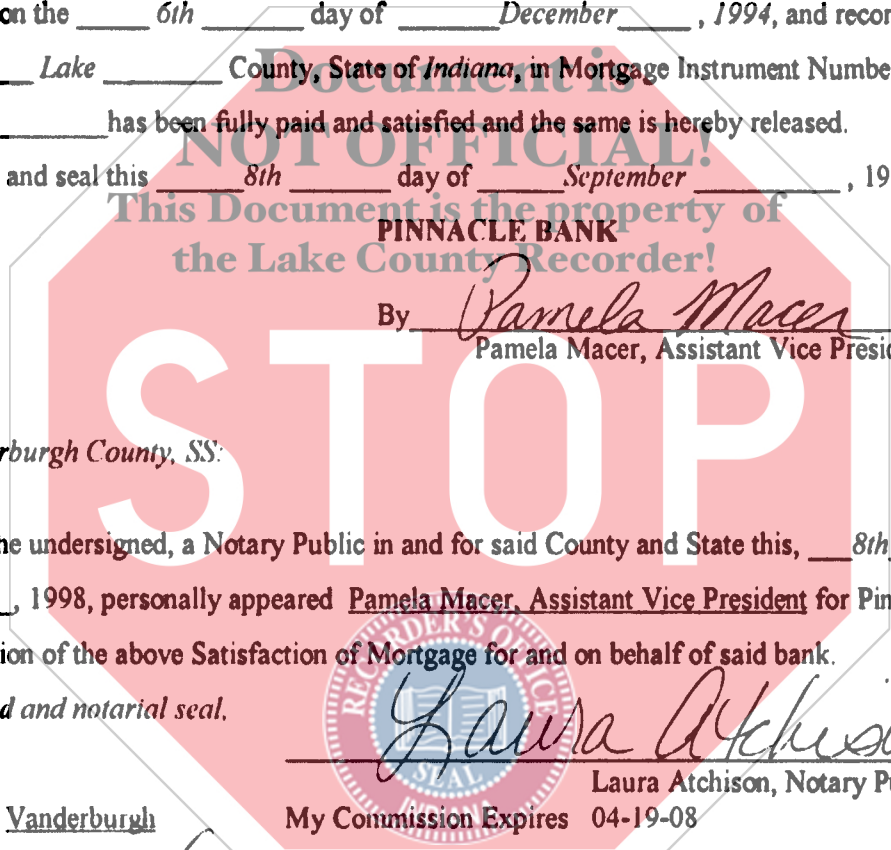 on the 6th day of December, 1994, and recor
Lake County, State of Indiana, in Mortgage Instrument Numbe
Document is
has been fully paid and satisfied and the same is hereby released.
NOT OFFICIAL!
and seal this 8th day of September, 19
This Document is the property of
PINNACLE BANK
the Lake County Recorder!
By Pamela Macer
Pamela Macer, Assistant Vice Presid
STOP
rburgh County, SS:
he undersigned, a Notary Public in and for said County and State this, 8th
, 1998, personally appeared Pamela Macer, Assistant Vice President for Pin
ion of the above Satisfaction of Mortgage for and on behalf of said bank.
d and notarial seal,
RECORDER'S OFFICE
SEAL
INDIANA
Laura Atchiso
Laura Atchison, Notary Pu
Vanderburgh My Commission Expires 04-19-08